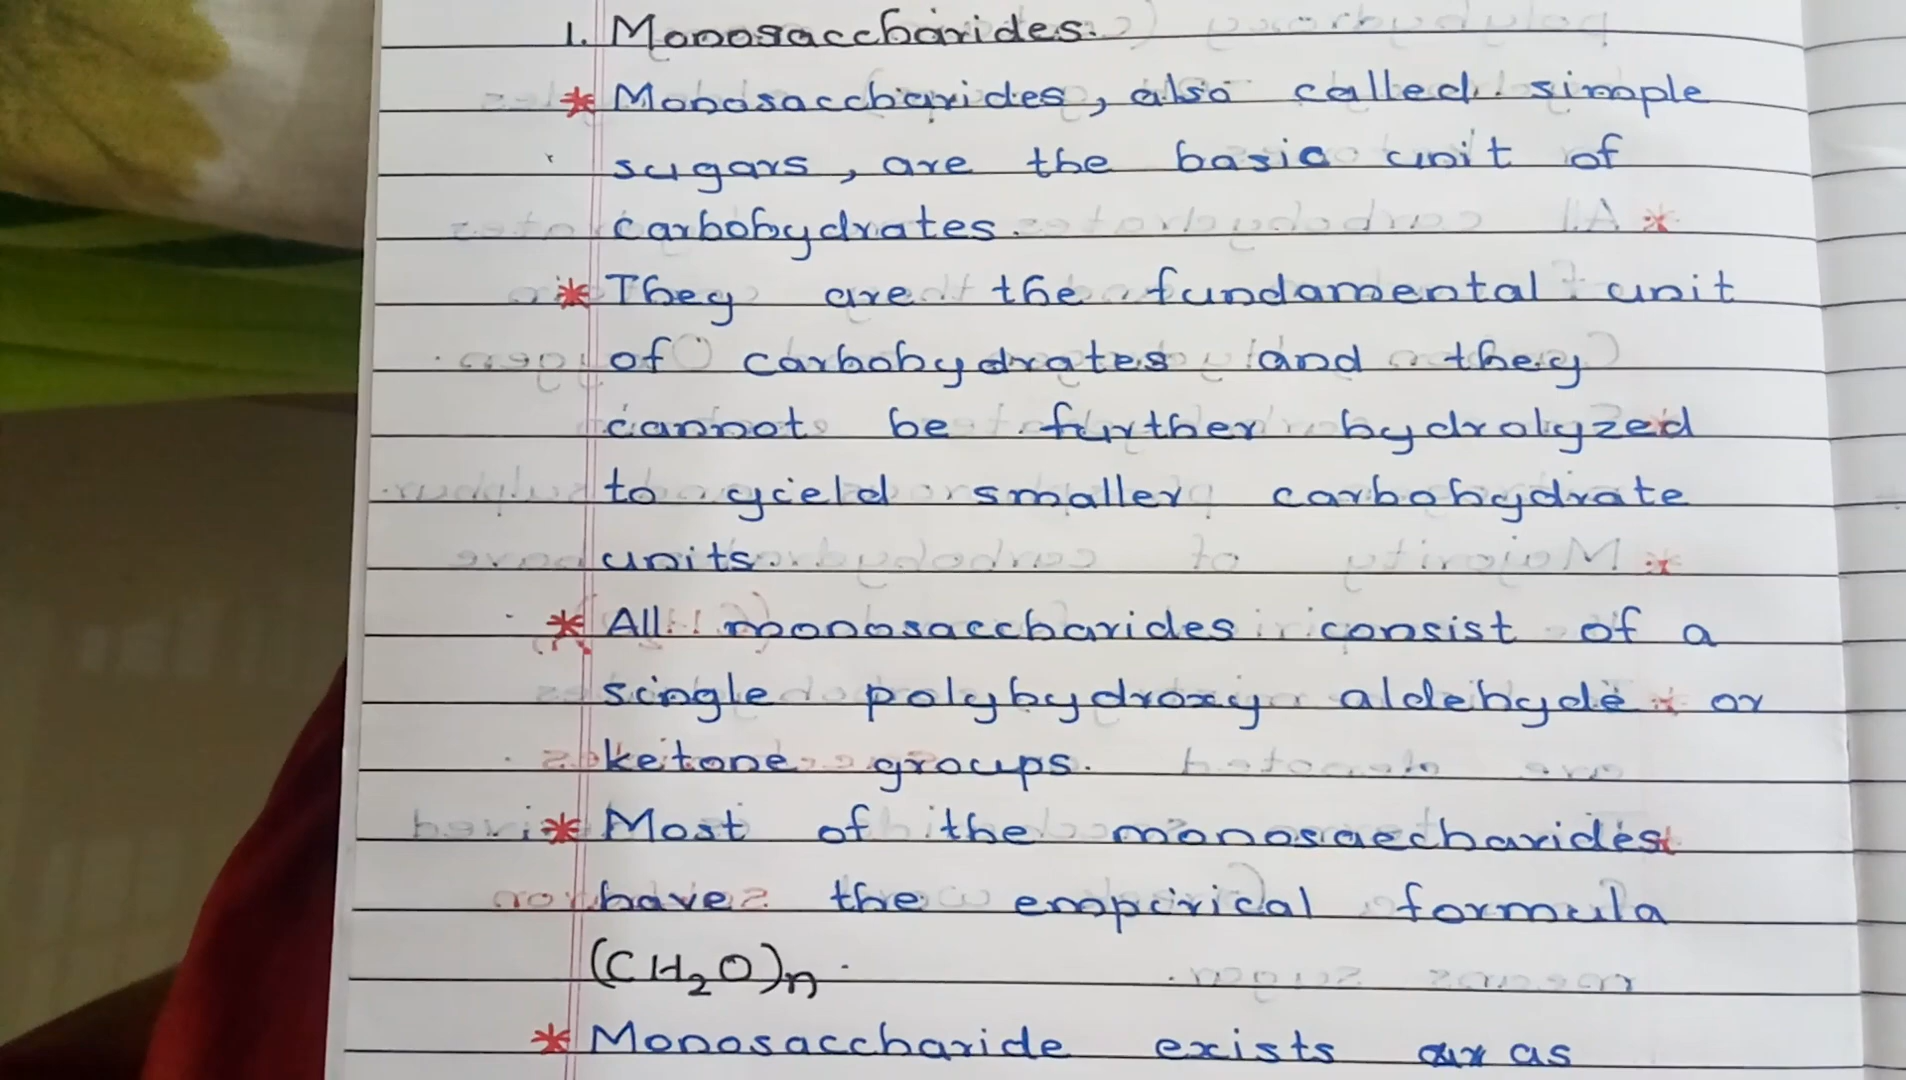 1. Monosaccharides.
* Monosaccharides, also called simple
sugars, are the basic unit of
carbohydrates.
* They are the fundamental unit
of carbohydrates and they
cannot be further hydrolyzed
to yield smaller carbohydrate
units.
* All monosaccharides consist of a
single polyhydroxy aldehyde or
ketone groups.
* Most of the monosaccharides
have the empirical formula
(CH₂O)n.
* Monosaccharide exists as